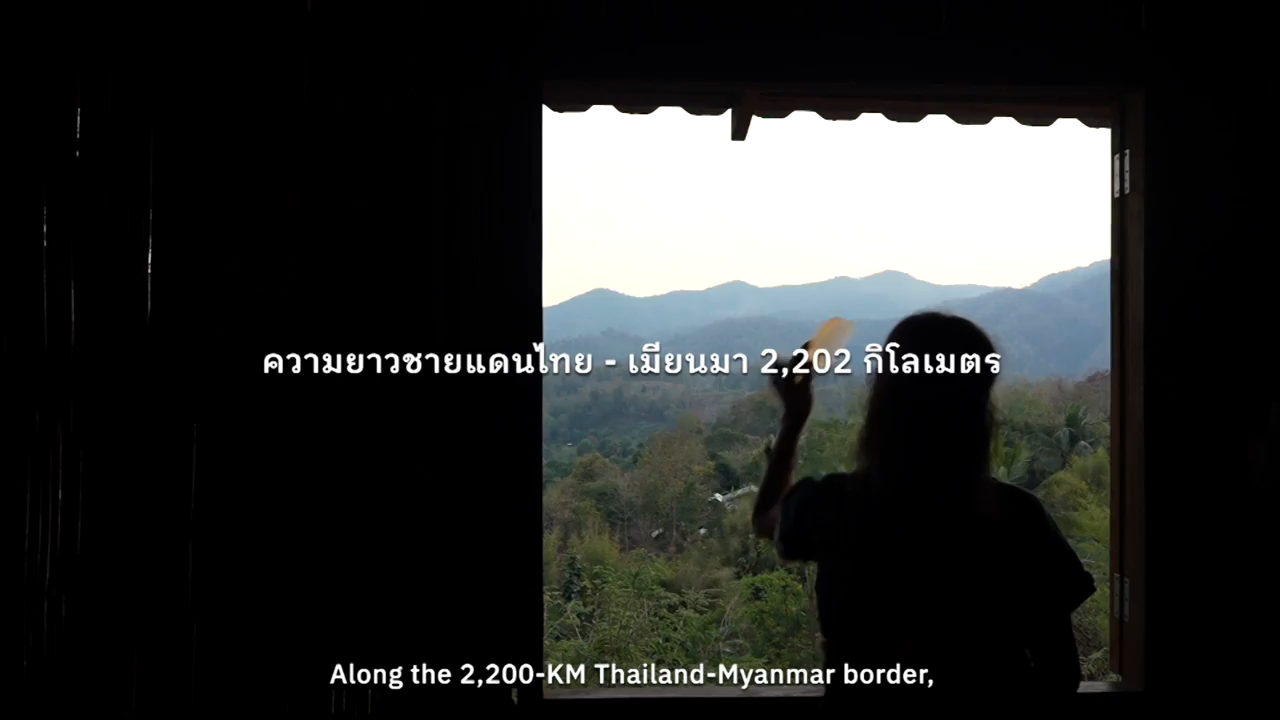 ความยาวชายแดนไทย - เมียนมา 2,202 กิโลเมตร
Along the 2,200-KM Thailand-Myanmar border,